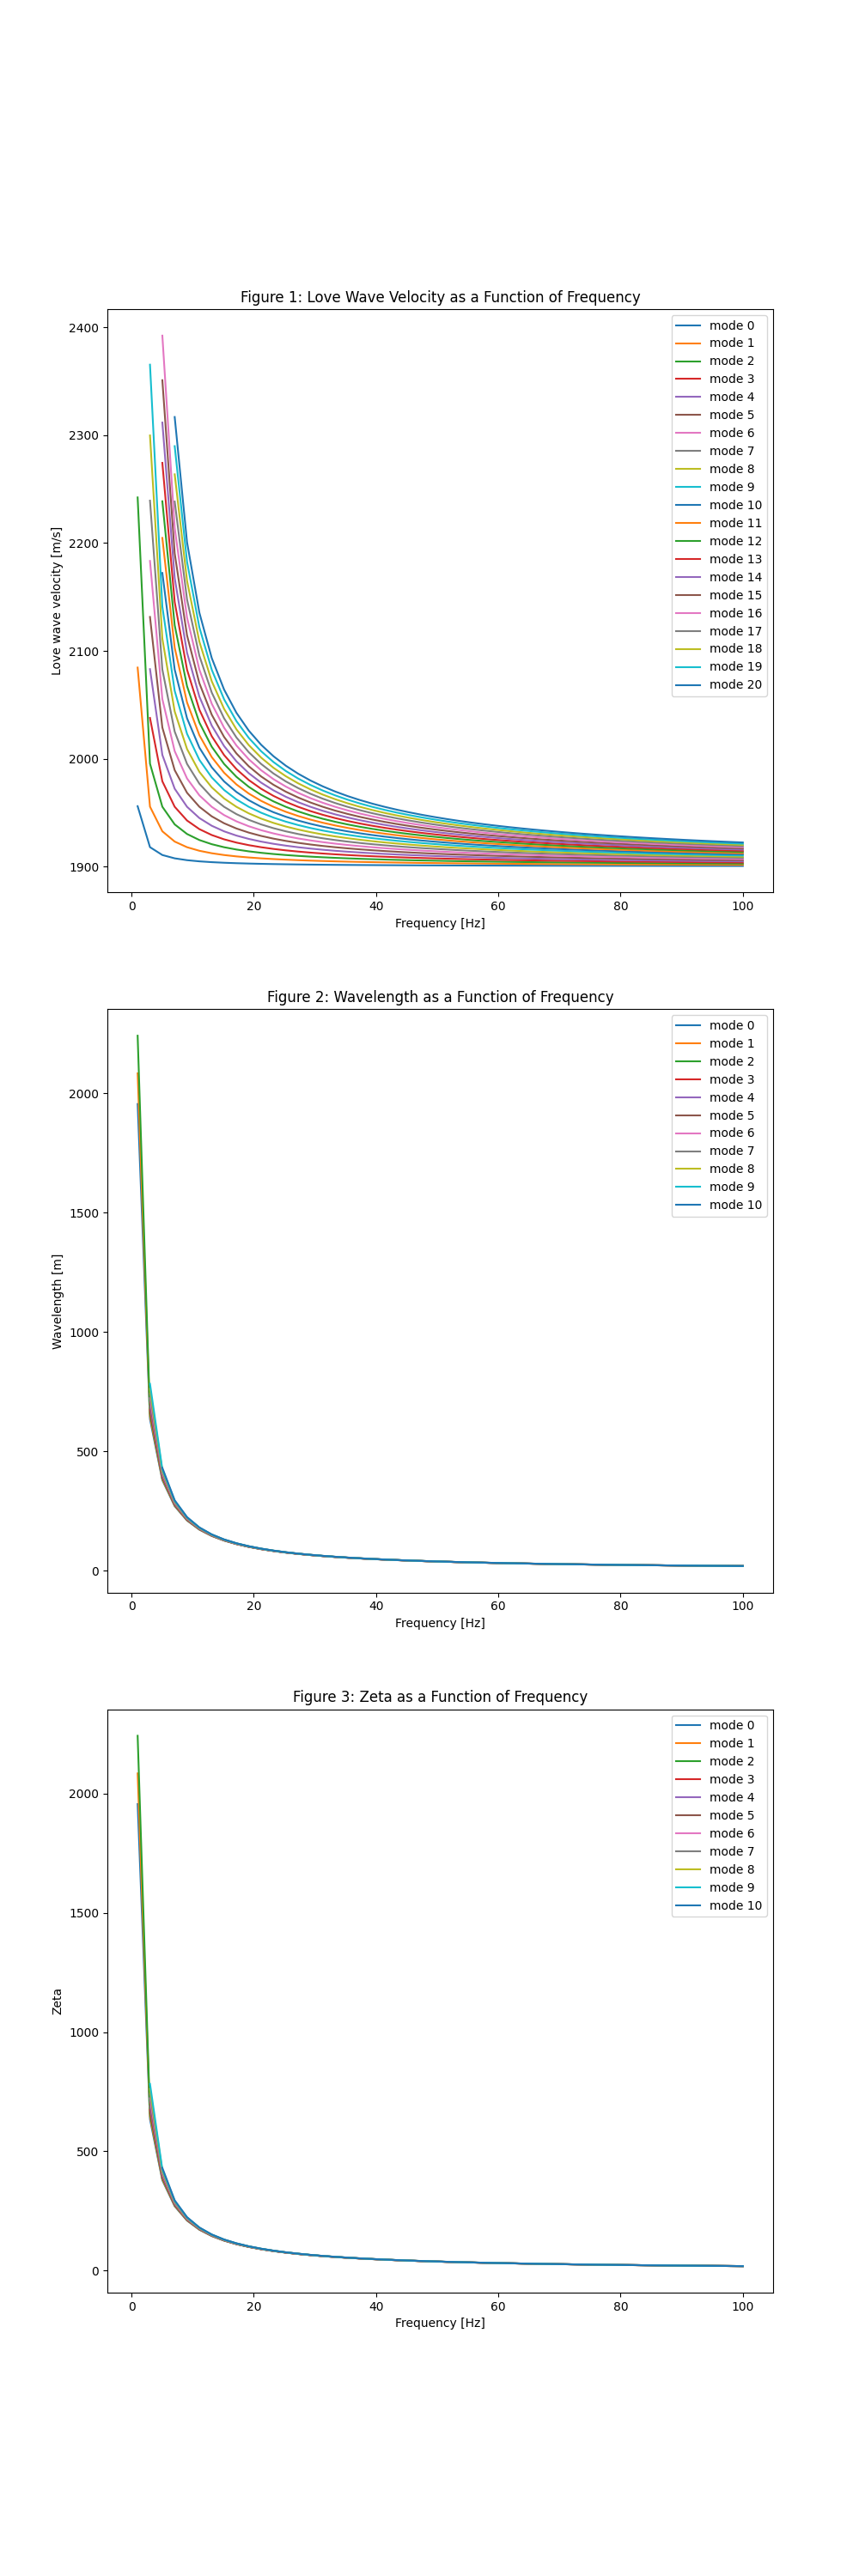 Figure 1: Love Wave Velocity as a Function of Frequency
2400
2300
2200
2100
2000
1900
Love wave velocity [m/s]
mode 0
mode 1
mode 2
mode 3
mode 4
mode 5
mode 6
mode 7
mode 8
mode 9
mode 10
mode 11
mode 12
mode 13
mode 14
mode 15
mode 16
mode 17
mode 18
mode 19
mode 20
0 20 40 60 80 100
Frequency [Hz]
Figure 2: Wavelength as a Function of Frequency
2000
1500
1000
500
0
Wavelength [m]
mode 0
mode 1
mode 2
mode 3
mode 4
mode 5
mode 6
mode 7
mode 8
mode 9
mode 10
0 20 40 60 80 100
Frequency [Hz]
Figure 3: Zeta as a Function of Frequency
2000
1500
1000
500
0
Zeta
mode 0
mode 1
mode 2
mode 3
mode 4
mode 5
mode 6
mode 7
mode 8
mode 9
mode 10
0 20 40 60 80 100
Frequency [Hz]